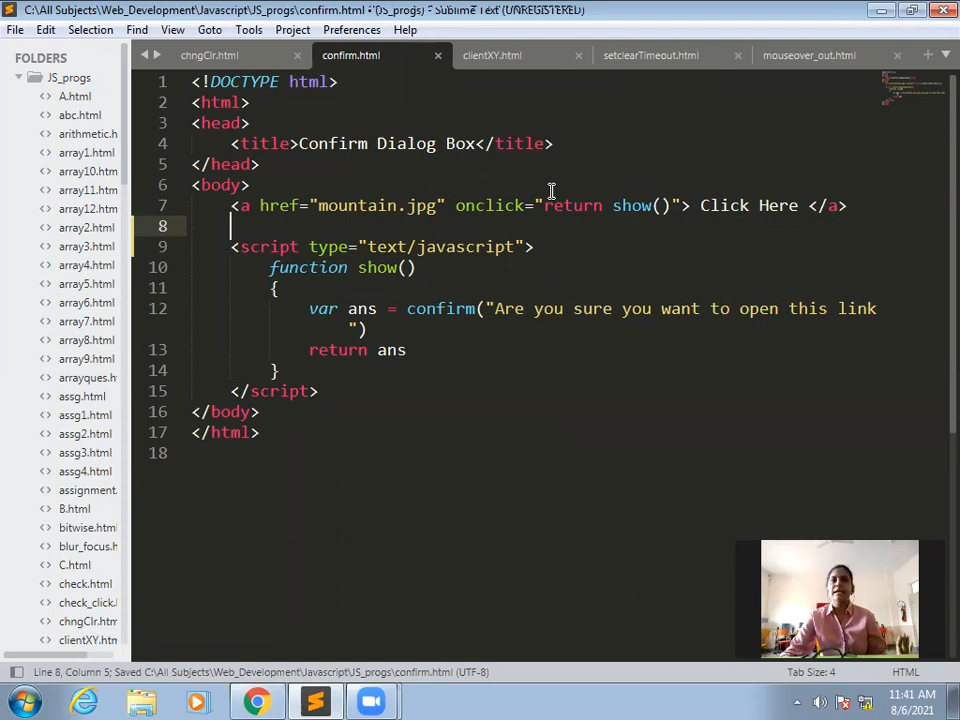 C:\All Subjects\Web_Development\Javascript\JS_progs\confirm.html • (JS_progs) - Sublime Text (UNREGISTERED)
File Edit Selection Find View Goto Tools Project Preferences Help
FOLDERS
JS_progs
A.html
abc.html
arithmetic.h
array1.html
array10.htm
array11.htm
array12.htm
array2.html
array3.html
array4.html
array5.html
array6.html
array7.html
array8.html
array9.html
arrayques.h
assg.html
assg1.html
assg2.html
assg3.html
assg4.html
assignment.
B.html
bitwise.htm
blur_focus.h
C.html
check.html
check_click.h
chngClr.htm
clientXY.htm
chngClr.html confirm.html clientXY.html setclearTimeout.html mouseover_out.html
1 <!DOCTYPE html>
2 <html>
3 <head>
4 <title>Confirm Dialog Box</title>
5 </head>
6 <body>
7 <a href="mountain.jpg" onclick="return show()"> Click Here </a>
8
9 <script type="text/javascript">
10 function show()
11 {
12 var ans = confirm("Are you sure you want to open this link
")
13 return ans
14 }
15 </script>
16 </body>
17 </html>
18
Line 8, Column 5; Saved C:\All Subjects\Web_Development\Javascript\JS_progs\confirm.html (UTF-8) Tab Size: 4 HTML
11:41 AM
8/6/2021